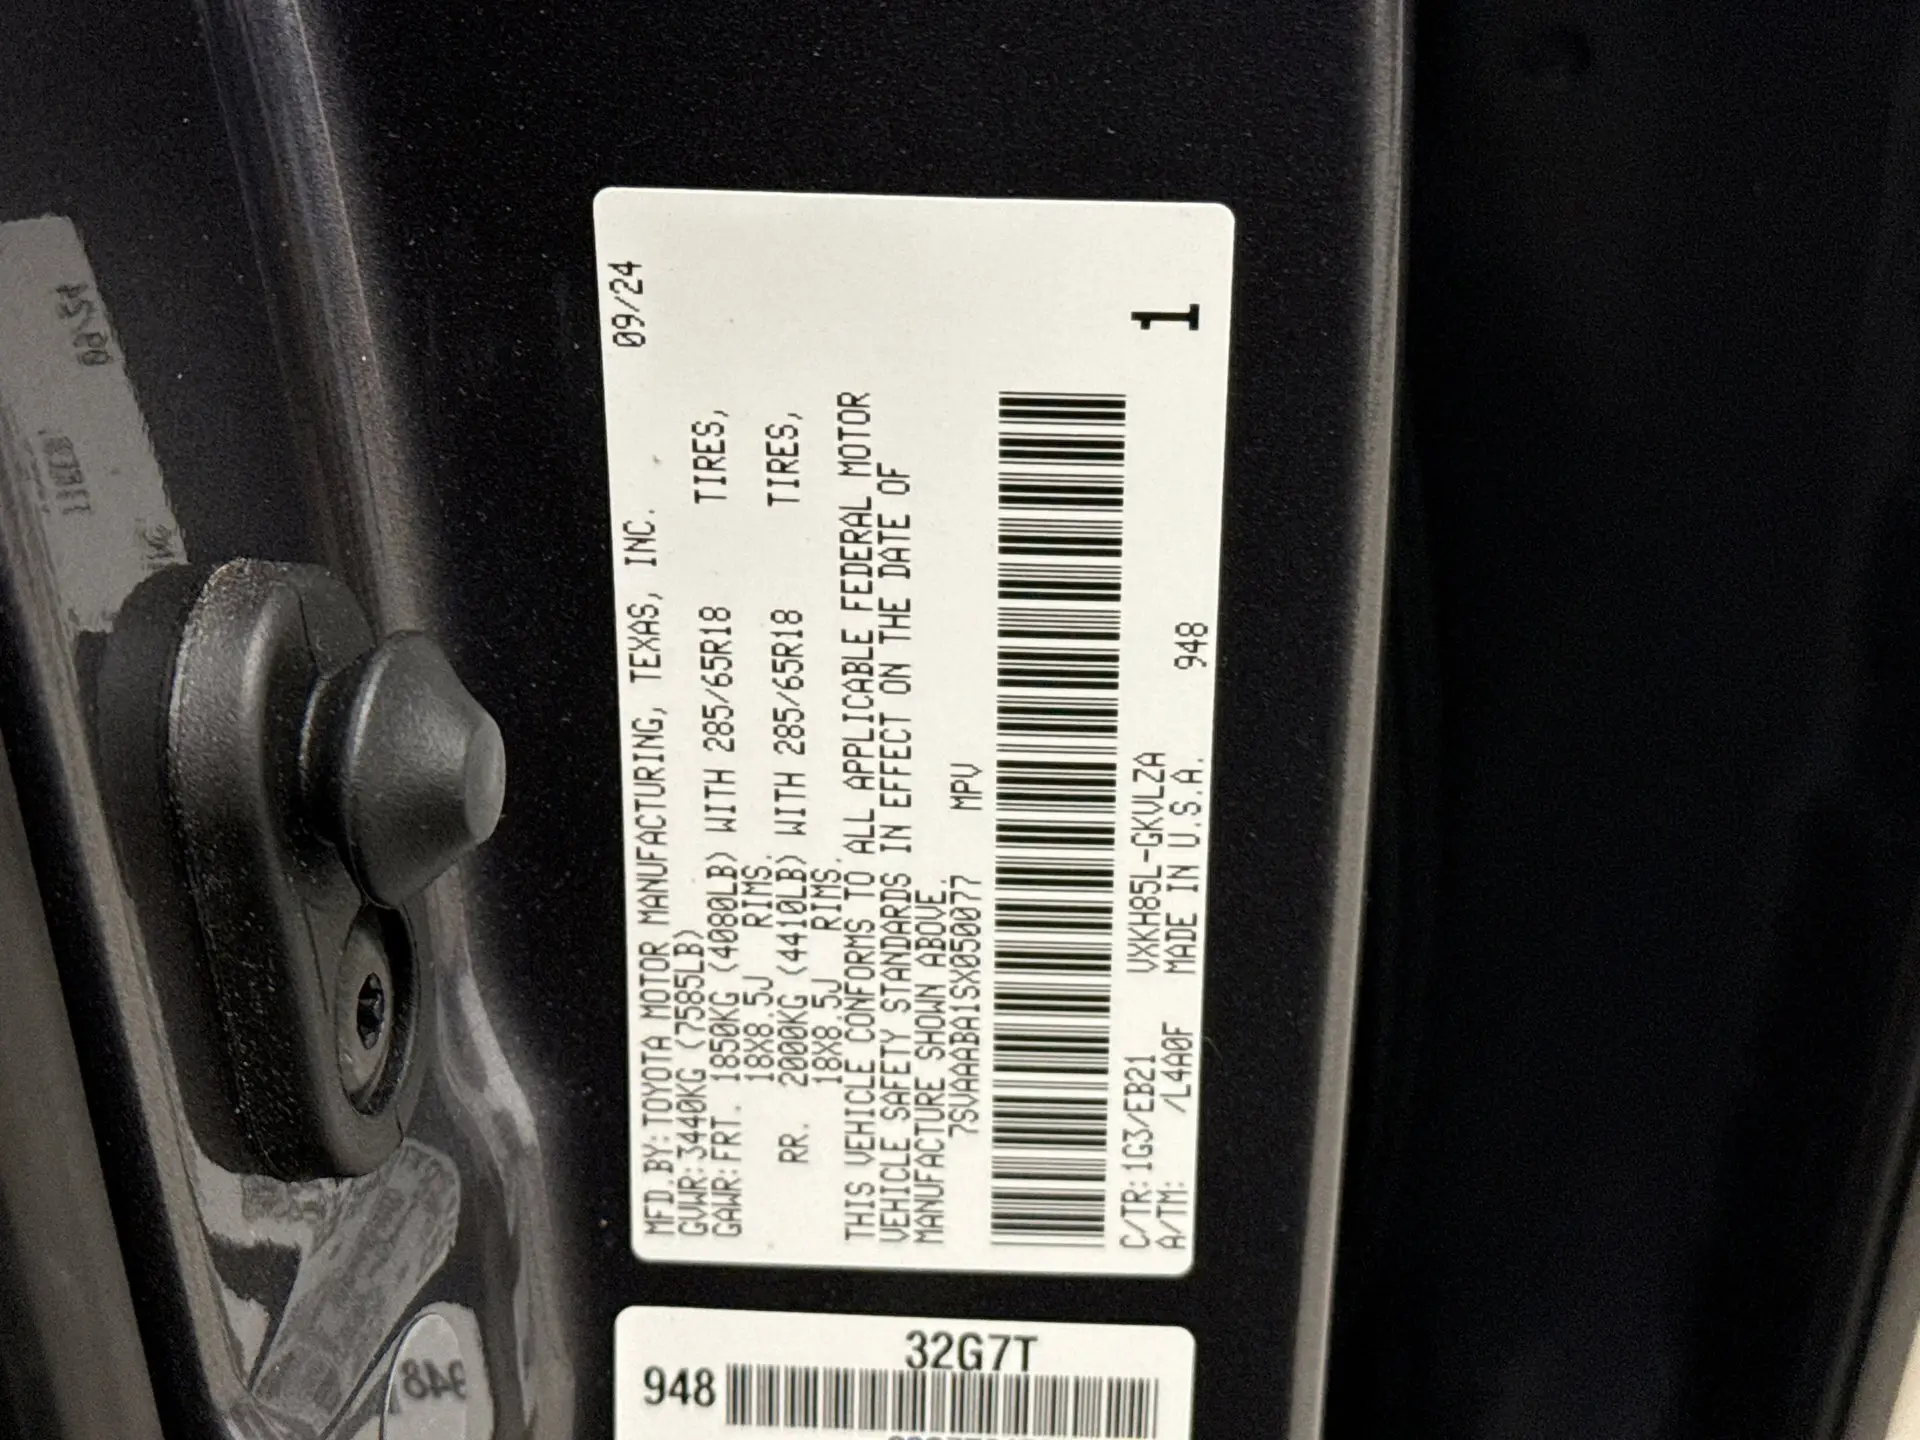 MFD.BY:TOYOTA MOTOR MANUFACTURING, TEXAS, INC. 09/24
GVWR:3440KG (7585LB)
GAWR:FRT. 1850KG (4080LB) WITH 285/65R18 TIRES,
18X8.5J RIMS.
RR. 2000KG (4410LB) WITH 285/65R18 TIRES,
18X8.5J RIMS.
THIS VEHICLE CONFORMS TO ALL APPLICABLE FEDERAL MOTOR
VEHICLE SAFETY STANDARDS IN EFFECT ON THE DATE OF
MANUFACTURE SHOWN ABOVE.
7SVAAABA1SX050077 MPV
C/TR:1G3/EB21 VXKH85L-GKVLZA
A/TM: /L4A0F MADE IN U.S.A. 948
1
32G7T
948